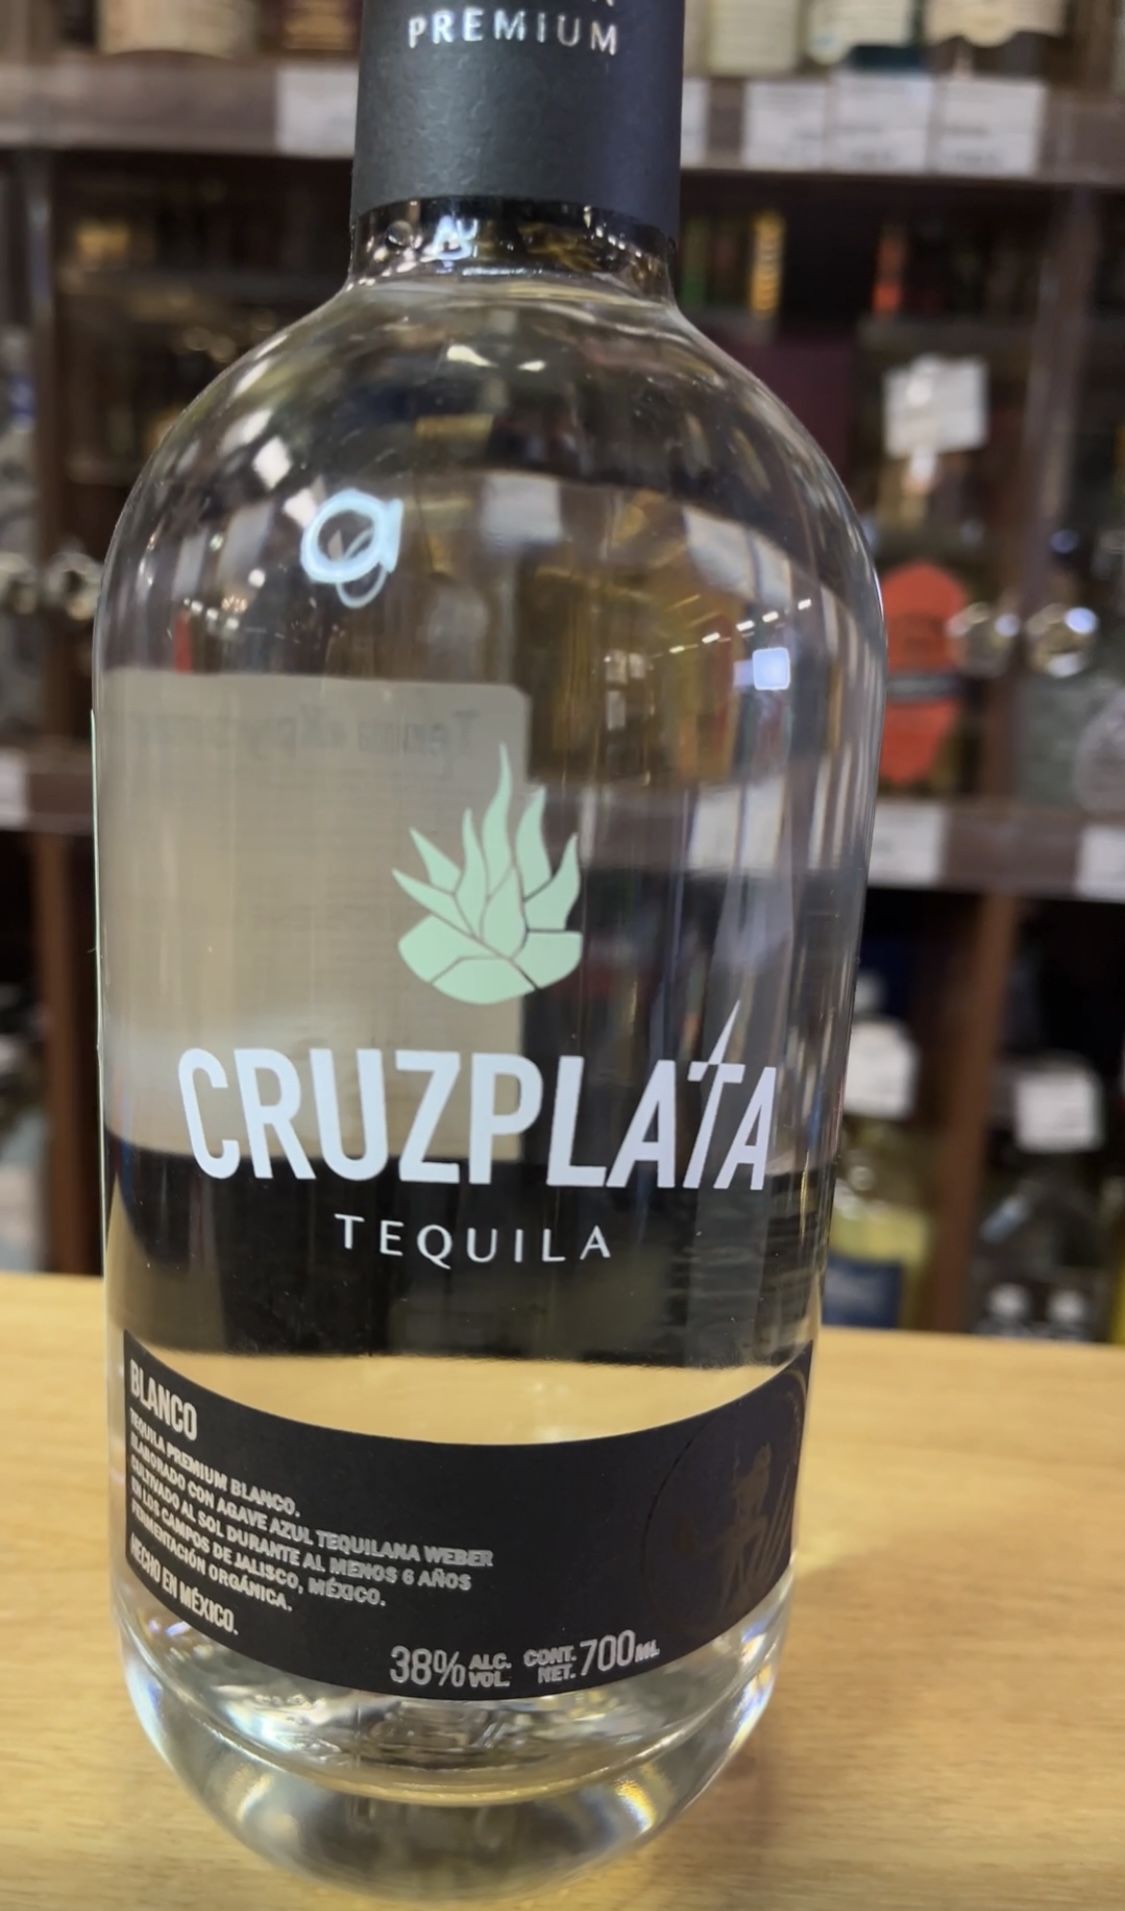 PREMIUM
CRUZPLATA
TEQUILA
BLANCO
TEQUILA PREMIUM BLANCO.
ELABORADO CON AGAVE AZUL TEQUILANA WEBER
CULTIVADO AL SOL DURANTE AL MENOS 6 AÑOS
EN LOS CAMPOS DE JALISCO, MÉXICO.
FERMENTACIÓN ORGÁNICA.
HECHO EN MÉXICO.
38% ALC. VOL. CONT. NET. 700 ML.